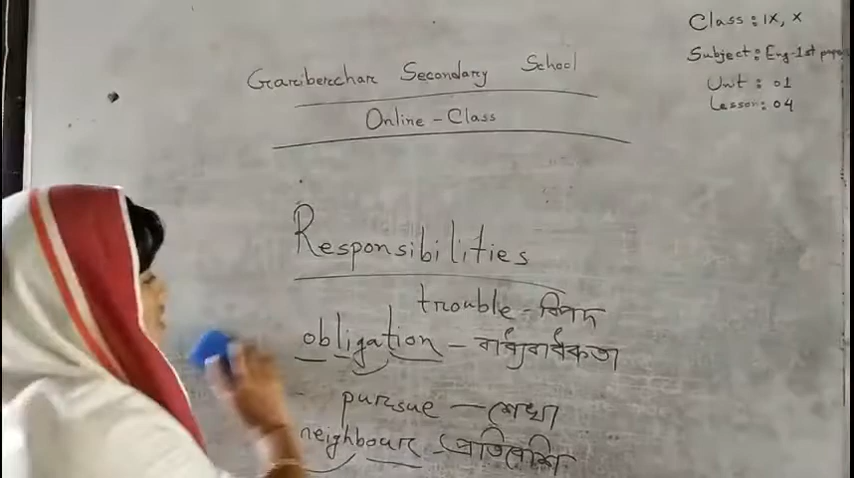 Class: IX, X
Subject: Eng-1st paper
Unt: 01
Lesson: 04
Gariberchar Secondary School
Online-Class
Responsibilities
trouble - বিপদ
obligation - বাধ্যবাধকতা
pursue - শেখা
neighbour প্রতিবেশি